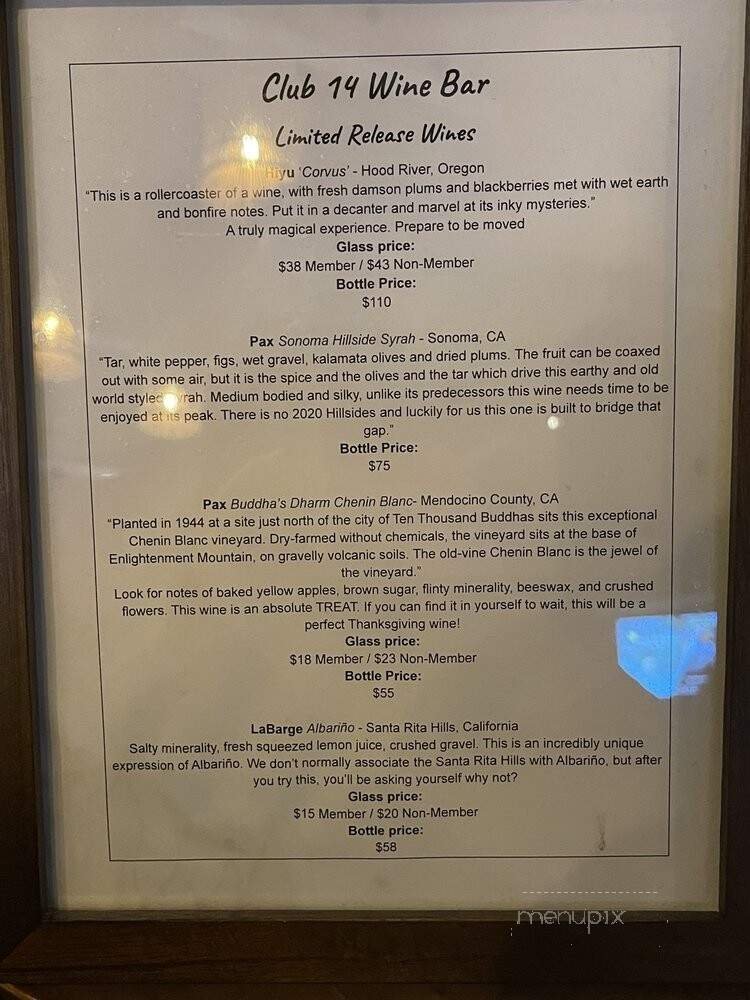 Club 14 Wine Bar
Limited Release Wines
Hiyu 'Corvus' - Hood River, Oregon
"This is a rollercoaster of a wine, with fresh damson plums and blackberries met with wet earth
and bonfire notes. Put it in a decanter and marvel at its inky mysteries."
A truly magical experience. Prepare to be moved
Glass price:
$38 Member / $43 Non-Member
Bottle Price:
$110
Pax Sonoma Hillside Syrah - Sonoma, CA
"Tar, white pepper, figs, wet gravel, kalamata olives and dried plums. The fruit can be coaxed
out with some air, but it is the spice and the olives and the tar which drive this earthy and old
world styled Syrah. Medium bodied and silky, unlike its predecessors this wine needs time to be
enjoyed at its peak. There is no 2020 Hillsides and luckily for us this one is built to bridge that
gap."
Bottle Price:
$75
Pax Buddha's Dharm Chenin Blanc- Mendocino County, CA
"Planted in 1944 at a site just north of the city of Ten Thousand Buddhas sits this exceptional
Chenin Blanc vineyard. Dry-farmed without chemicals, the vineyard sits at the base of
Enlightenment Mountain, on gravelly volcanic soils. The old-vine Chenin Blanc is the jewel of
the vineyard."
Look for notes of baked yellow apples, brown sugar, flinty minerality, beeswax, and crushed
flowers. This wine is an absolute TREAT. If you can find it in yourself to wait, this will be a
perfect Thanksgiving wine!
Glass price:
$18 Member / $23 Non-Member
Bottle Price:
$55
LaBarge Albariño - Santa Rita Hills, California
Salty minerality, fresh squeezed lemon juice, crushed gravel. This is an incredibly unique
expression of Albariño. We don't normally associate the Santa Rita Hills with Albariño, but after
you try this, you'll be asking yourself why not?
Glass price:
$15 Member / $20 Non-Member
Bottle price:
$58
menupix